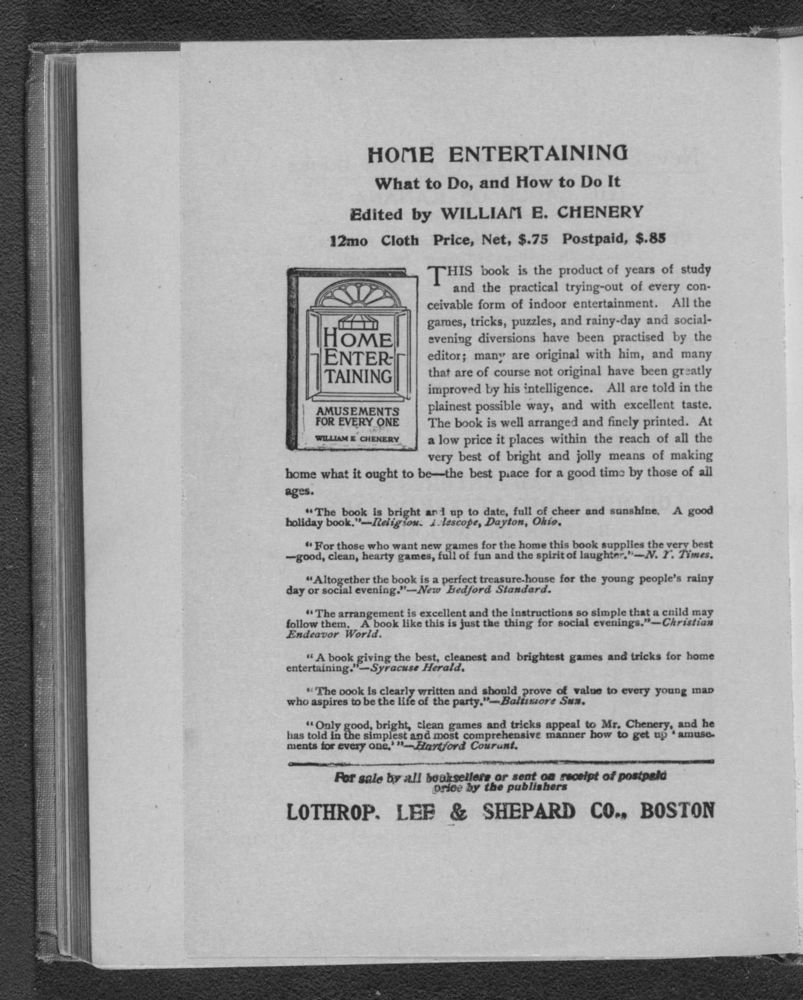 HOME ENTERTAINING
What to Do, and How to Do It
Edited by WILLIAM E. CHENERY
12mo Cloth Price, Net, $.75 Postpaid, $.85
HOME
ENTER-
TAINING
AMUSEMENTS
FOR EVERY ONE
WILLIAM E CHENERY
THIS book is the product of years of study
and the practical trying-out of every con-
ceivable form of indoor entertainment. All the
games, tricks, puzzles, and rainy-day and social-
evening diversions have been practised by the
editor; many are original with him, and many
that are of course not original have been greatly
improved by his intelligence. All are told in the
plainest possible way, and with excellent taste.
The book is well arranged and finely printed. At
a low price it places within the reach of all the
very best of bright and jolly means of making
home what it ought to be—the best place for a good time by those of all
ages.
"The book is bright and up to date, full of cheer and sunshine. A good
holiday book."—Religious Telescope, Dayton, Ohio.
"For those who want new games for the home this book supplies the very best
—good, clean, hearty games, full of fun and the spirit of laughter."—N. Y. Times.
"Altogether the book is a perfect treasure-house for the young people's rainy
day or social evening."—New Bedford Standard.
"The arrangement is excellent and the instructions so simple that a child may
follow them. A book like this is just the thing for social evenings."—Christian
Endeavor World.
"A book giving the best, cleanest and brightest games and tricks for home
entertaining."—Syracuse Herald.
"The book is clearly written and should prove of value to every young man
who aspires to be the life of the party."—Baltimore Sun.
"Only good, bright, clean games and tricks appeal to Mr. Chenery, and he
has told in the simplest and most comprehensive manner how to get up 'amuse-
ments for every one.'"—Hartford Courant.
For sale by all booksellers or sent on receipt of postpaid
price by the publishers
LOTHROP, LEE & SHEPARD CO., BOSTON